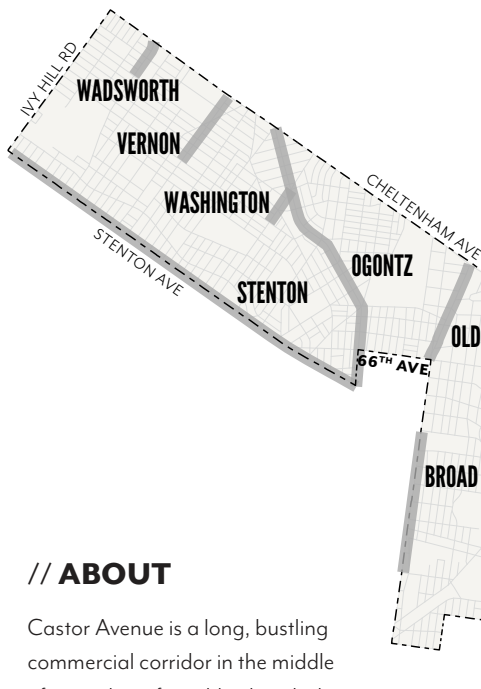 IVY HILL RD
WADSWORTH
VERNON
WASHINGTON
CHELTENHAM AVE
STENTON AVE
OGONTZ
STENTON
OLD
66TH AVE
BROAD
// ABOUT
Castor Avenue is a long, bustling
commercial corridor in the middle